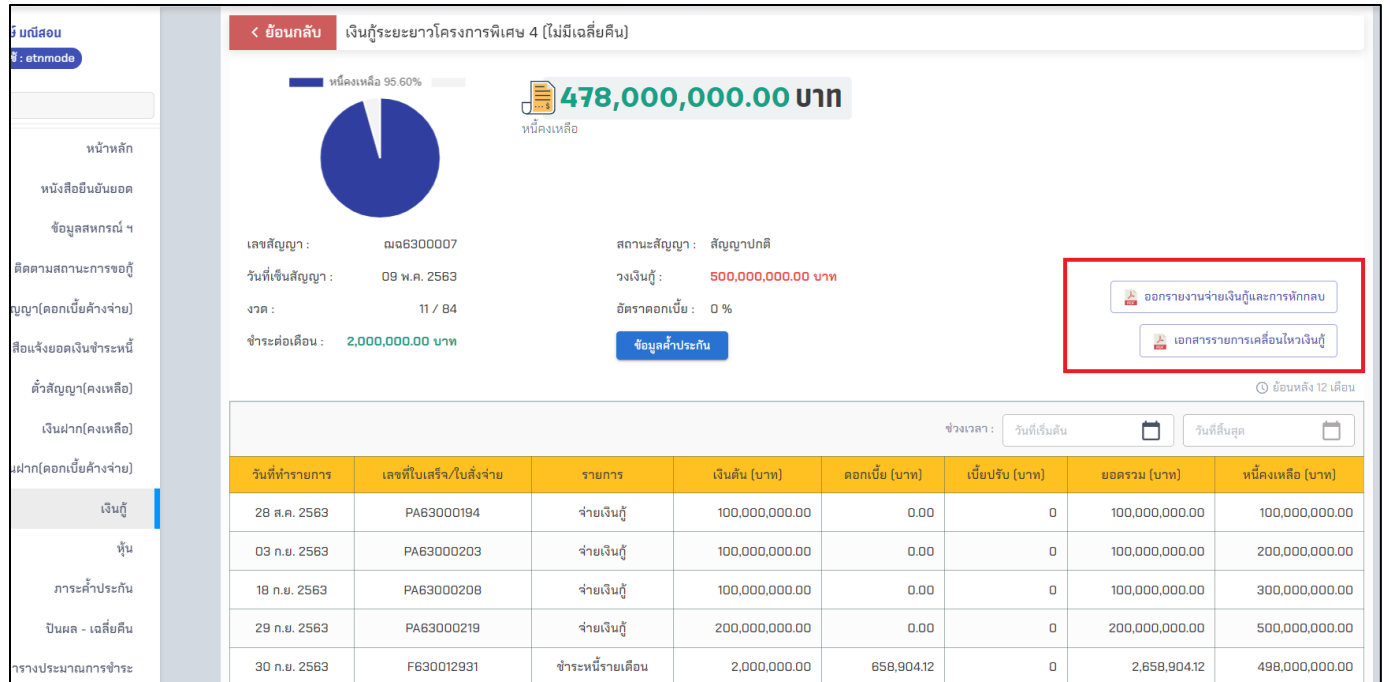 ษ์ มณีสอน
ช้ : etnmode
หน้าหลัก
หนังสือยืนยันยอด
ข้อมูลสหกรณ์ ฯ
ติดตามสถานะการขอกู้
ญญา(ดอกเบี้ยค้างจ่าย)
สือแจ้งยอดเงินชำระหนี้
ตั๋วสัญญา(คงเหลือ)
เงินฝาก(คงเหลือ)
นฝาก(ดอกเบี้ยค้างจ่าย)
เงินกู้
หุ้น
ภาระค้ำประกัน
ปันผล - เฉลี่ยคืน
ารางประมาณการชำระ
< ย้อนกลับ เงินกู้ระยะยาวโครงการพิเศษ 4 (ไม่มีเฉลี่ยคืน)
หนี้คงเหลือ 95.60%
478,000,000.00 บาท
หนี้คงเหลือ
เลขสัญญา : ฌฉ6300007 สถานะสัญญา : สัญญาปกติ
วันที่เซ็นสัญญา : 09 พ.ค. 2563 วงเงินกู้ : 500,000,000.00 บาท
งวด : 11 / 84 อัตราดอกเบี้ย : 0 %
ชำระต่อเดือน : 2,000,000.00 บาท ข้อมูลค้ำประกัน
ออกรายงานจ่ายเงินกู้และการหักกลบ
เอกสารรายการเคลื่อนไหวเงินกู้
ย้อนหลัง 12 เดือน
ช่วงเวลา : วันที่เริ่มต้น วันที่สิ้นสุด
วันที่ทำรายการ เลขที่ใบเสร็จ/ใบสั่งจ่าย รายการ เงินต้น (บาท) ดอกเบี้ย (บาท) เบี้ยปรับ (บาท) ยอดรวม (บาท) หนี้คงเหลือ (บาท)
28 ส.ค. 2563 PA63000194 จ่ายเงินกู้ 100,000,000.00 0.00 0 100,000,000.00 100,000,000.00
03 ก.ย. 2563 PA63000203 จ่ายเงินกู้ 100,000,000.00 0.00 0 100,000,000.00 200,000,000.00
18 ก.ย. 2563 PA63000208 จ่ายเงินกู้ 100,000,000.00 0.00 0 100,000,000.00 300,000,000.00
29 ก.ย. 2563 PA63000219 จ่ายเงินกู้ 200,000,000.00 0.00 0 200,000,000.00 500,000,000.00
30 ก.ย. 2563 F630012931 ชำระหนี้รายเดือน 2,000,000.00 658,904.12 0 2,658,904.12 498,000,000.00